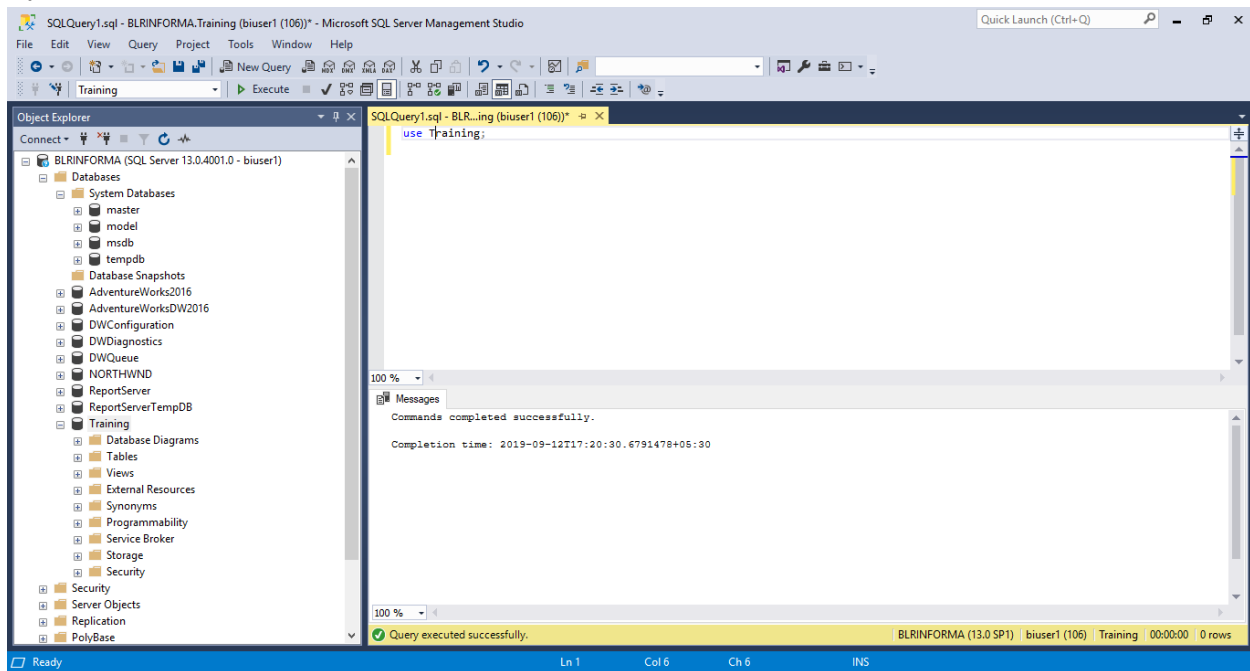 SQLQuery1.sql - BLRINFORMA.Training (biuser1 (106))* - Microsoft SQL Server Management Studio
Quick Launch (Ctrl+Q)
File Edit View Query Project Tools Window Help
New Query
Training Execute
Object Explorer
SQLQuery1.sql - BLR...ing (biuser1 (106))*
Connect
use Training;
BLRINFORMA (SQL Server 13.0.4001.0 - biuser1)
Databases
System Databases
master
model
msdb
tempdb
Database Snapshots
AdventureWorks2016
AdventureWorksDW2016
DWConfiguration
DWDiagnostics
DWQueue
NORTHWND
ReportServer
ReportServerTempDB
Training
Database Diagrams
Tables
Views
External Resources
Synonyms
Programmability
Service Broker
Storage
Security
Security
Server Objects
Replication
PolyBase
100 %
Messages
Commands completed successfully.
Completion time: 2019-09-12T17:20:30.6791478+05:30
100 %
Query executed successfully. BLRINFORMA (13.0 SP1) biuser1 (106) Training 00:00:00 0 rows
Ready Ln 1 Col 6 Ch 6 INS